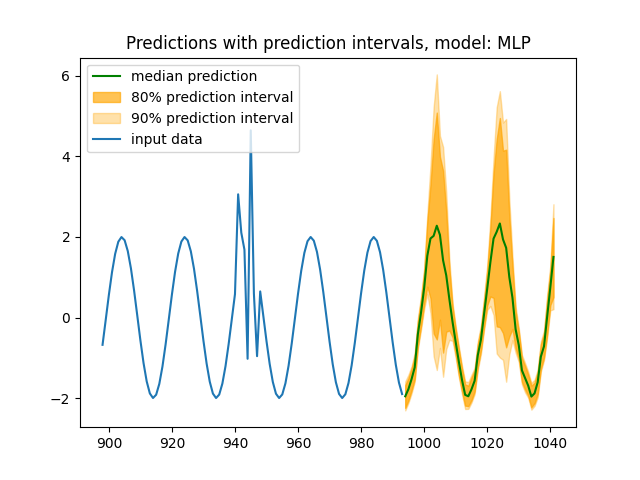 Predictions with prediction intervals, model: MLP
median prediction
80% prediction interval
90% prediction interval
input data
6
4
2
0
−2
900 920 940 960 980 1000 1020 1040